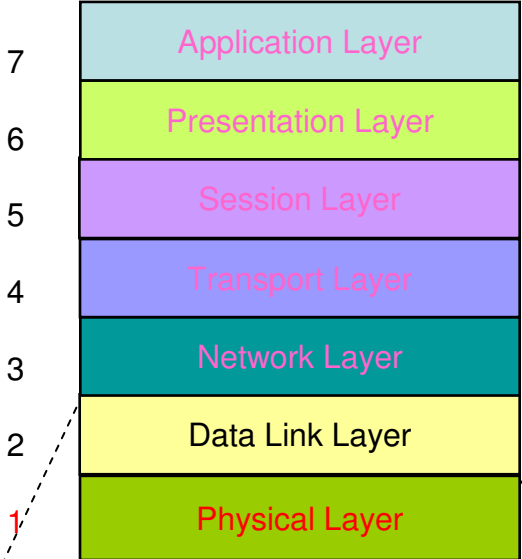 7 Application Layer
6 Presentation Layer
5 Session Layer
4 Transport Layer
3 Network Layer
2 Data Link Layer
1 Physical Layer